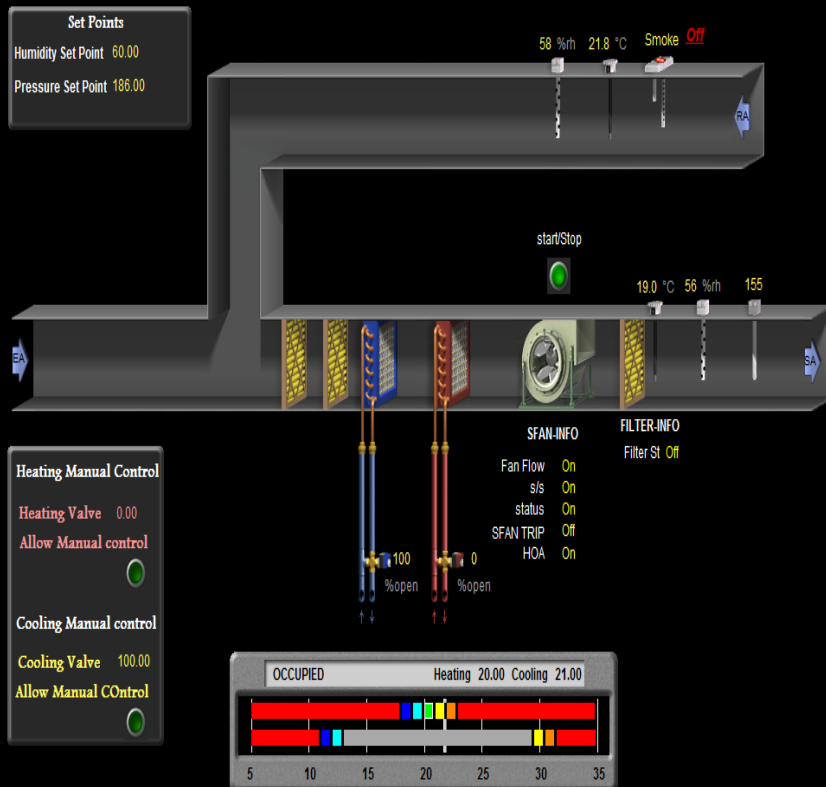 Set Points
Humidity Set Point 60.00
Pressure Set Point 186.00
58 %rh 21.8 °C Smoke Off
RA
start/Stop
19.0 °C 56 %rh 155
EA
SA
SFAN-INFO
Fan Flow On
s/s On
status On
SFAN TRIP Off
HOA On
FILTER-INFO
Filter St Off
Heating Manual Control
Heating Valve 0.00
Allow Manual control
Cooling Manual control
Cooling Valve 100.00
Allow Manual COntrol
100
%open
0
%open
OCCUPIED Heating 20.00 Cooling 21.00
5 10 15 20 25 30 35